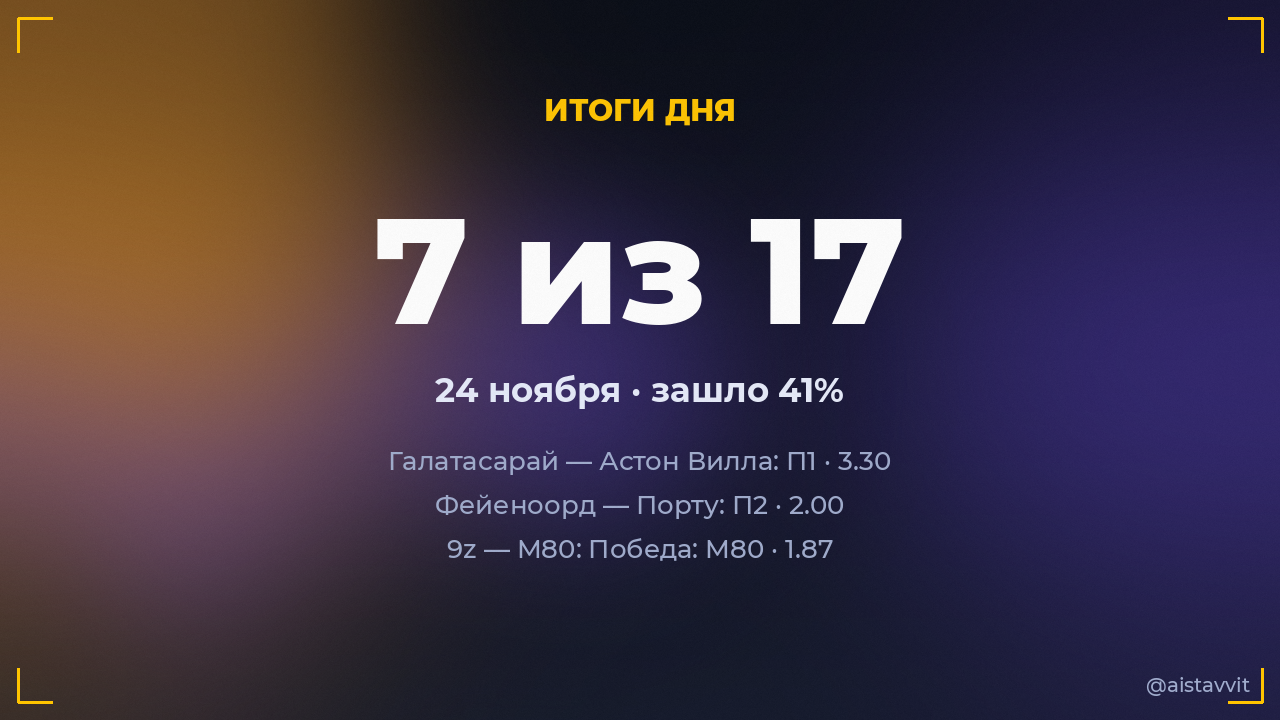 ИТОГИ ДНЯ
7 из 17
24 ноября · зашло 41%
Галатасарай — Астон Вилла: П1 · 3.30
Фейеноорд — Порту: П2 · 2.00
9z — M80: Победа: M80 · 1.87
@aistavvit